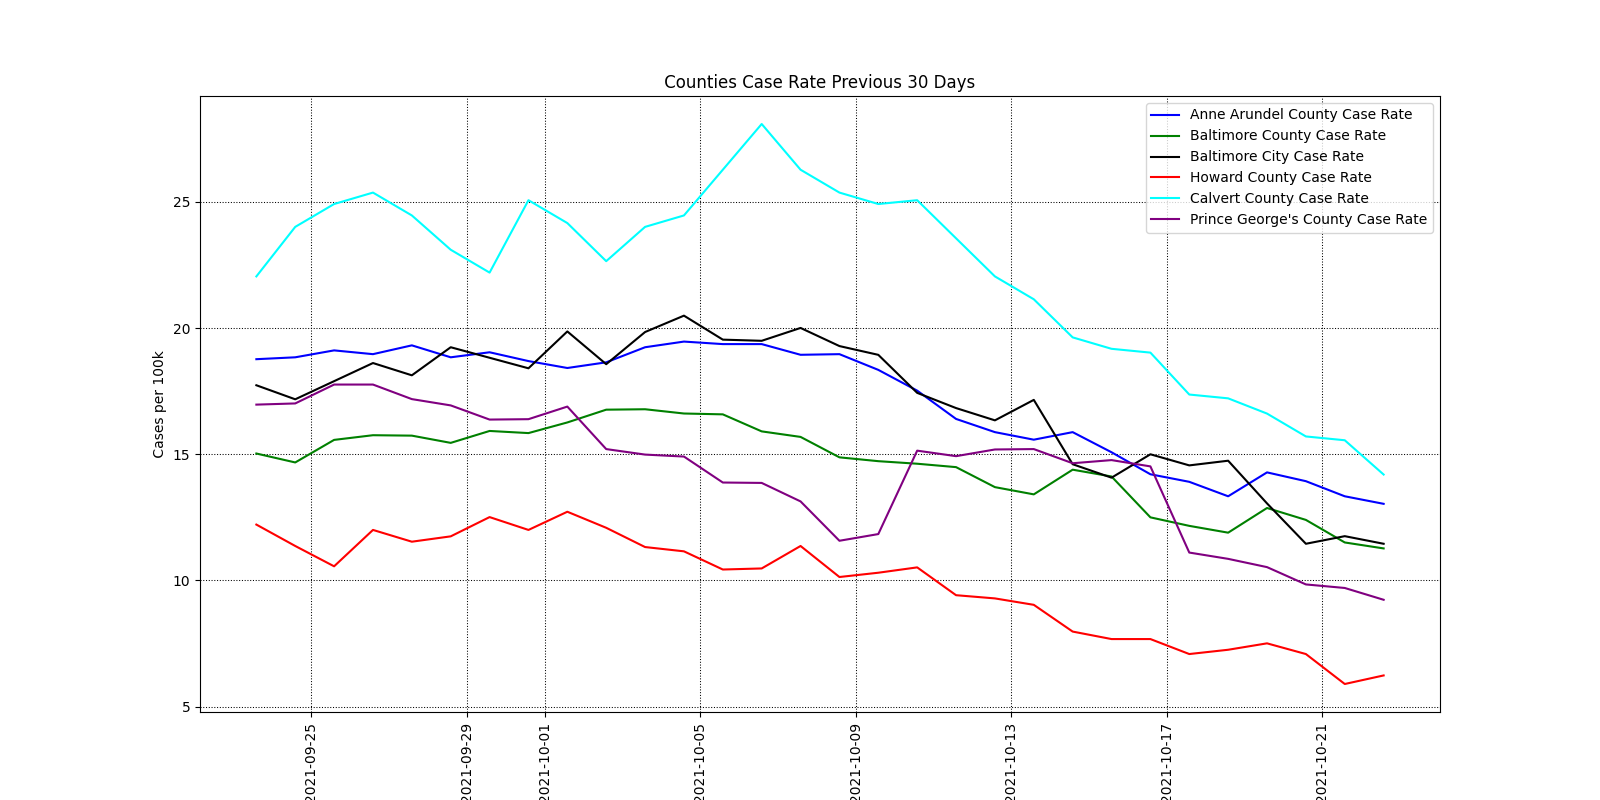 Counties Case Rate Previous 30 Days
Anne Arundel County Case Rate
Baltimore County Case Rate
Baltimore City Case Rate
Howard County Case Rate
Calvert County Case Rate
Prince George's County Case Rate
Cases per 100k
25
20
15
10
5
2021-09-25
2021-09-29
2021-10-01
2021-10-05
2021-10-09
2021-10-13
2021-10-17
2021-10-21